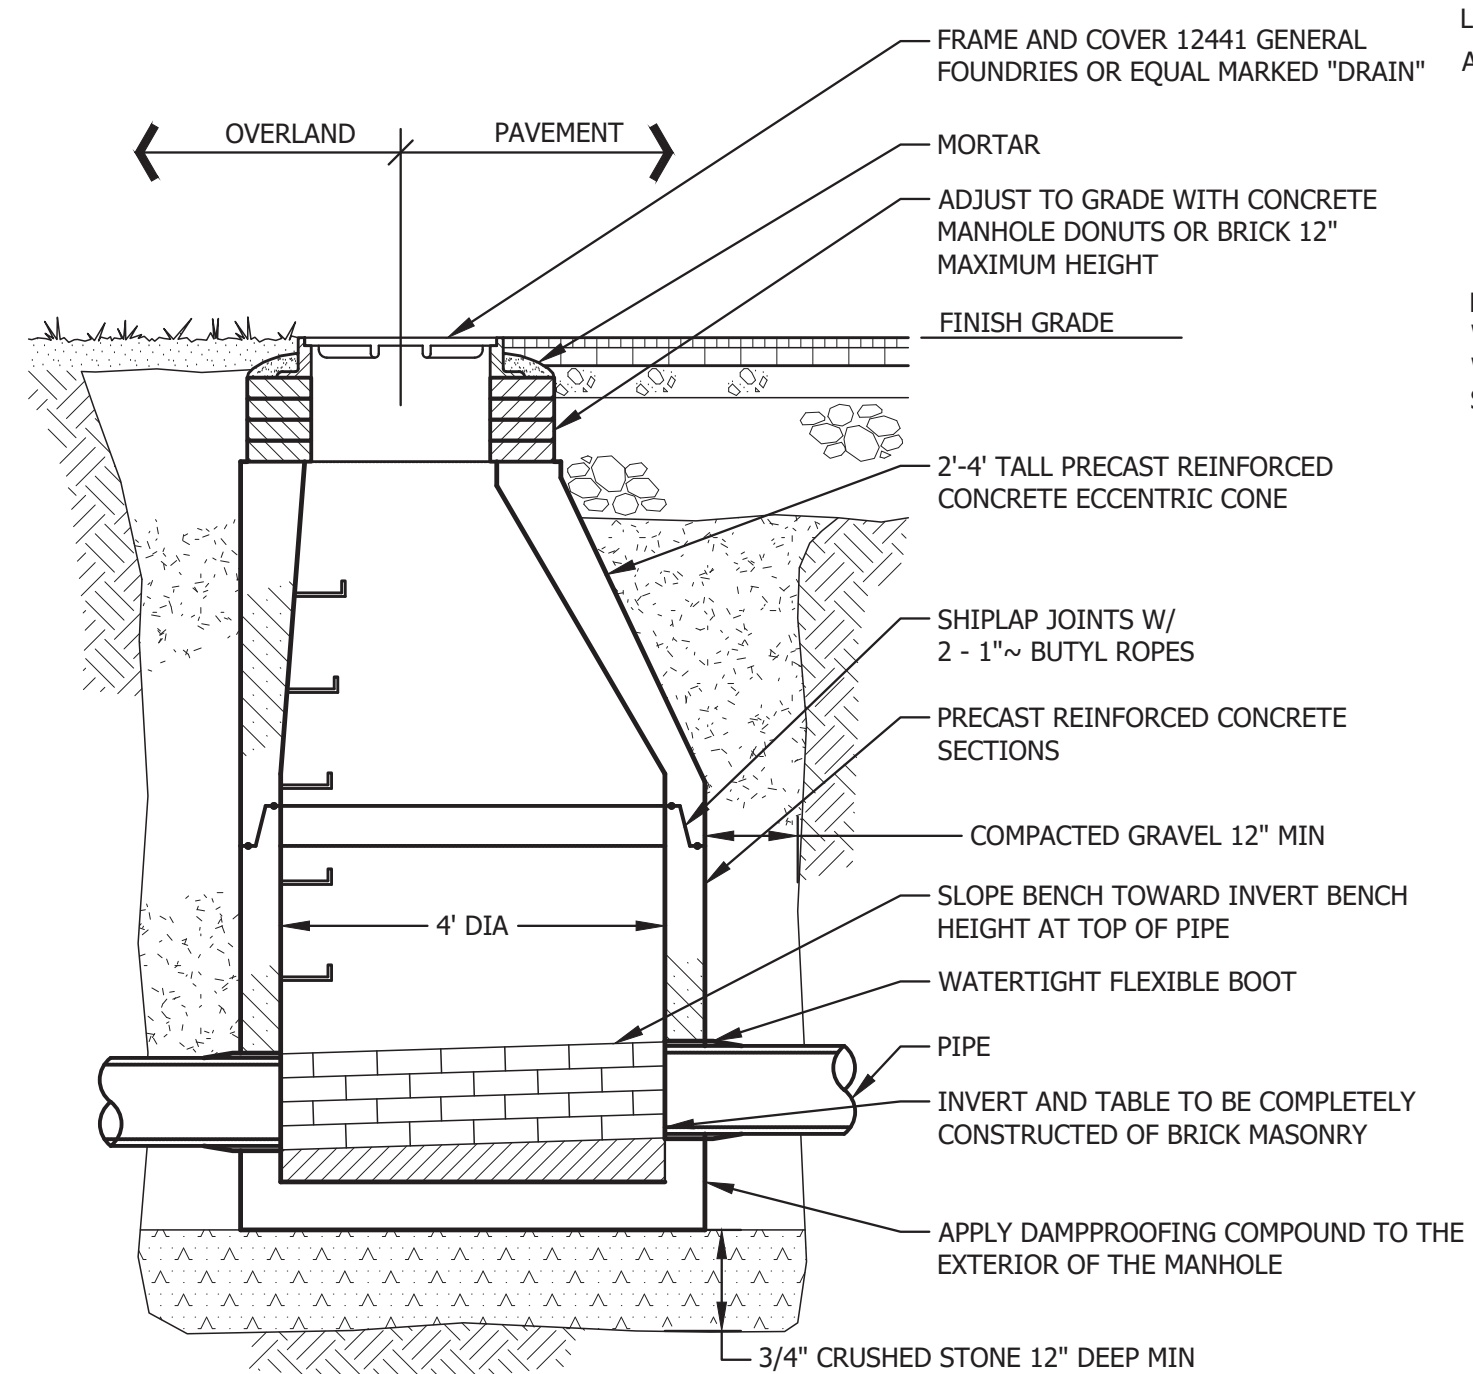 FRAME AND COVER 12441 GENERAL
FOUNDRIES OR EQUAL MARKED "DRAIN"
OVERLAND
PAVEMENT
MORTAR
ADJUST TO GRADE WITH CONCRETE
MANHOLE DONUTS OR BRICK 12"
MAXIMUM HEIGHT
FINISH GRADE
2'-4' TALL PRECAST REINFORCED
CONCRETE ECCENTRIC CONE
SHIPLAP JOINTS W/
2 - 1"~ BUTYL ROPES
PRECAST REINFORCED CONCRETE
SECTIONS
COMPACTED GRAVEL 12" MIN
SLOPE BENCH TOWARD INVERT BENCH
HEIGHT AT TOP OF PIPE
4' DIA
WATERTIGHT FLEXIBLE BOOT
PIPE
INVERT AND TABLE TO BE COMPLETELY
CONSTRUCTED OF BRICK MASONRY
APPLY DAMPPROOFING COMPOUND TO THE
EXTERIOR OF THE MANHOLE
3/4" CRUSHED STONE 12" DEEP MIN